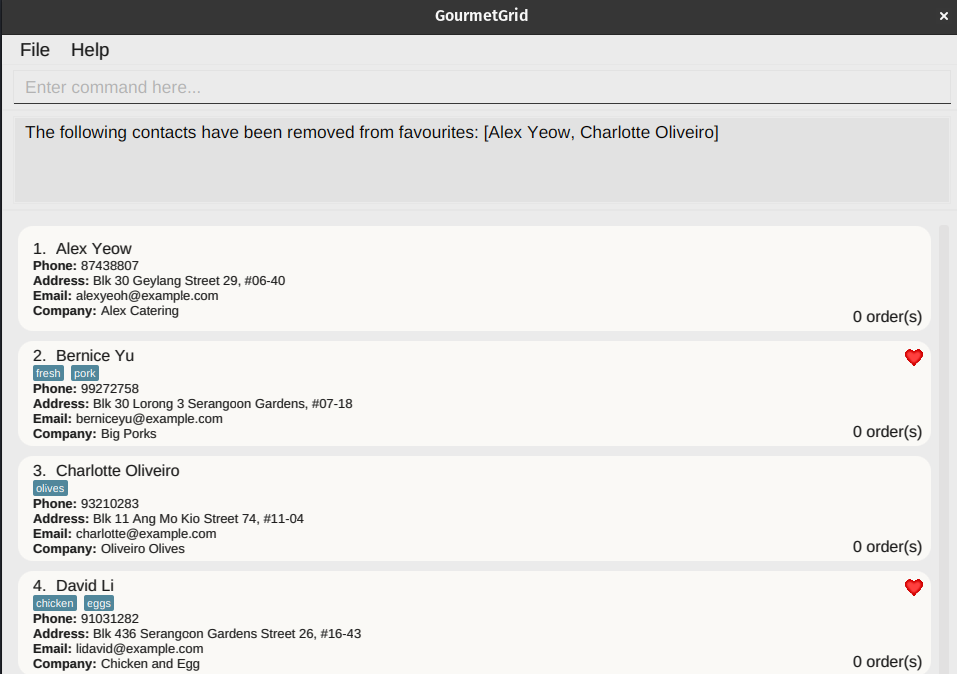 GourmetGrid ×
File Help
Enter command here...
The following contacts have been removed from favourites: [Alex Yeow, Charlotte Oliveiro]
1. Alex Yeow
Phone: 87438807
Address: Blk 30 Geylang Street 29, #06-40
Email: alexyeoh@example.com
Company: Alex Catering
0 order(s)
2. Bernice Yu
fresh pork
Phone: 99272758
Address: Blk 30 Lorong 3 Serangoon Gardens, #07-18
Email: berniceyu@example.com
Company: Big Porks
0 order(s)
3. Charlotte Oliveiro
olives
Phone: 93210283
Address: Blk 11 Ang Mo Kio Street 74, #11-04
Email: charlotte@example.com
Company: Oliveiro Olives
0 order(s)
4. David Li
chicken eggs
Phone: 91031282
Address: Blk 436 Serangoon Gardens Street 26, #16-43
Email: lidavid@example.com
Company: Chicken and Egg
0 order(s)